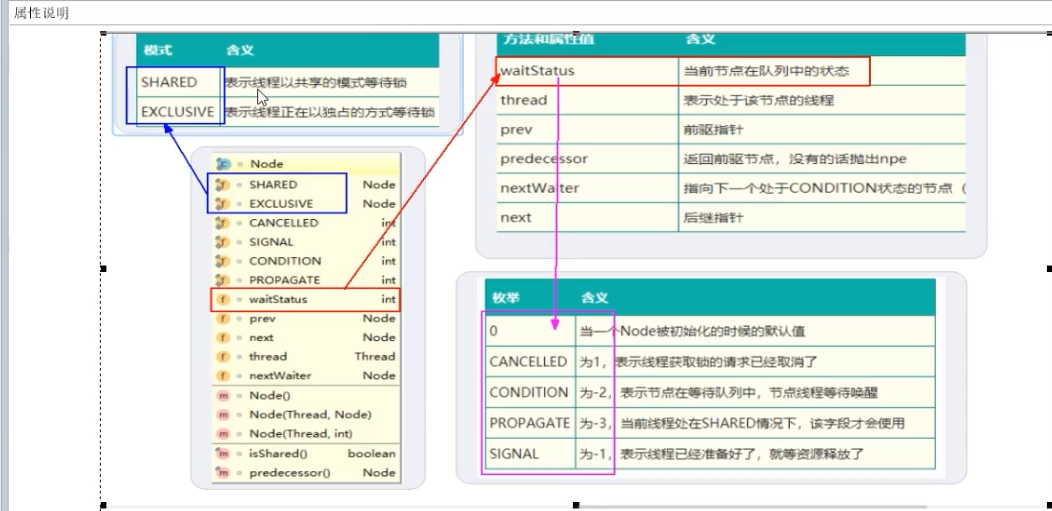 属性说明
模式 含义
SHARED 表示线程以共享的模式等待锁
EXCLUSIVE 表示线程正在以独占的方式等待锁
方法和属性值 含义
waitStatus 当前节点在队列中的状态
thread 表示处于该节点的线程
prev 前驱指针
predecessor 返回前驱节点，没有的话抛出npe
nextWaiter 指向下一个处于CONDITION状态的节点（
next 后继指针
Node
SHARED Node
EXCLUSIVE Node
CANCELLED int
SIGNAL int
CONDITION int
PROPAGATE int
waitStatus int
prev Node
next Node
thread Thread
nextWaiter Node
Node()
Node(Thread, Node)
Node(Thread, int)
isShared() boolean
predecessor() Node
枚举 含义
0 当一个Node被初始化的时候的默认值
CANCELLED 为1，表示线程获取锁的请求已经取消了
CONDITION 为-2，表示节点在等待队列中，节点线程等待唤醒
PROPAGATE 为-3，当前线程处在SHARED情况下，该字段才会使用
SIGNAL 为-1，表示线程已经准备好了，就等资源释放了